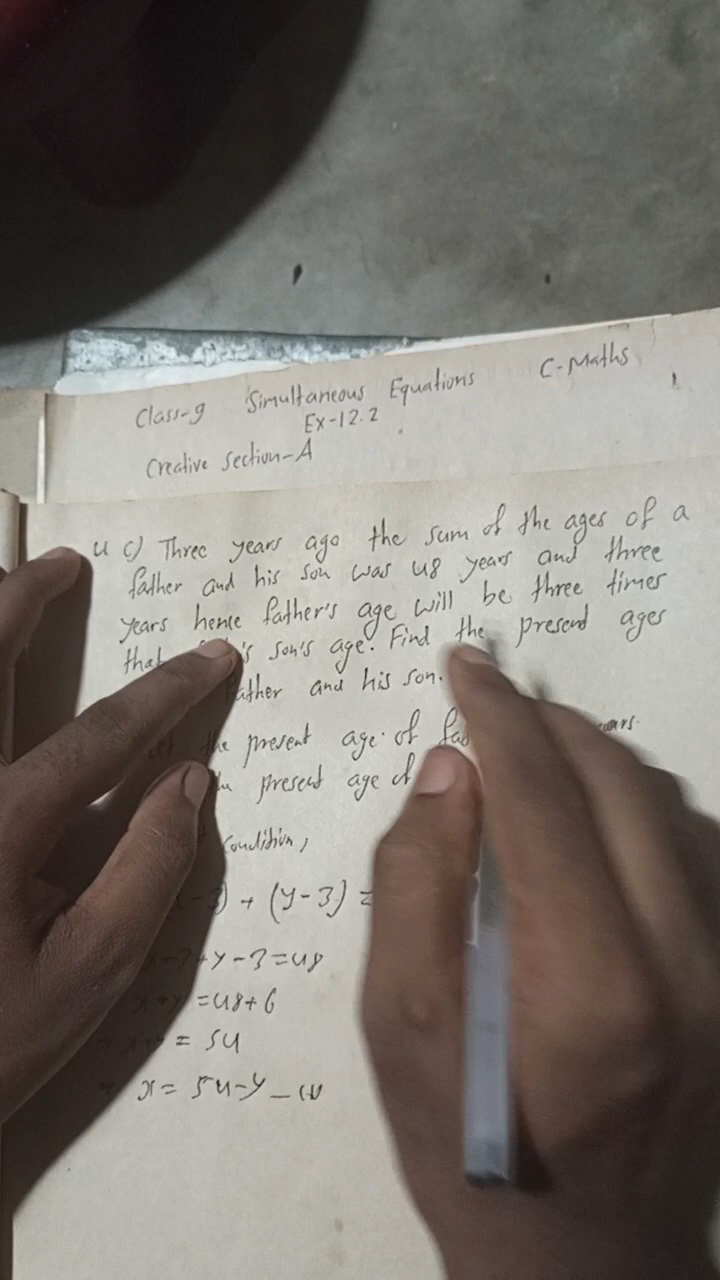 Class-9 Simultaneous Equations C-Maths
Ex-12.2
Creative section-A
4 c) Three years ago the sum of the ages of a
father and his son was 48 years and three
years hence father's age will be three times
that son's age. Find the present ages
father and his son.
the present age of
present age of
condition,
+ (y-3) =
+y-3=48
=48+6
= 54
x = 54-y